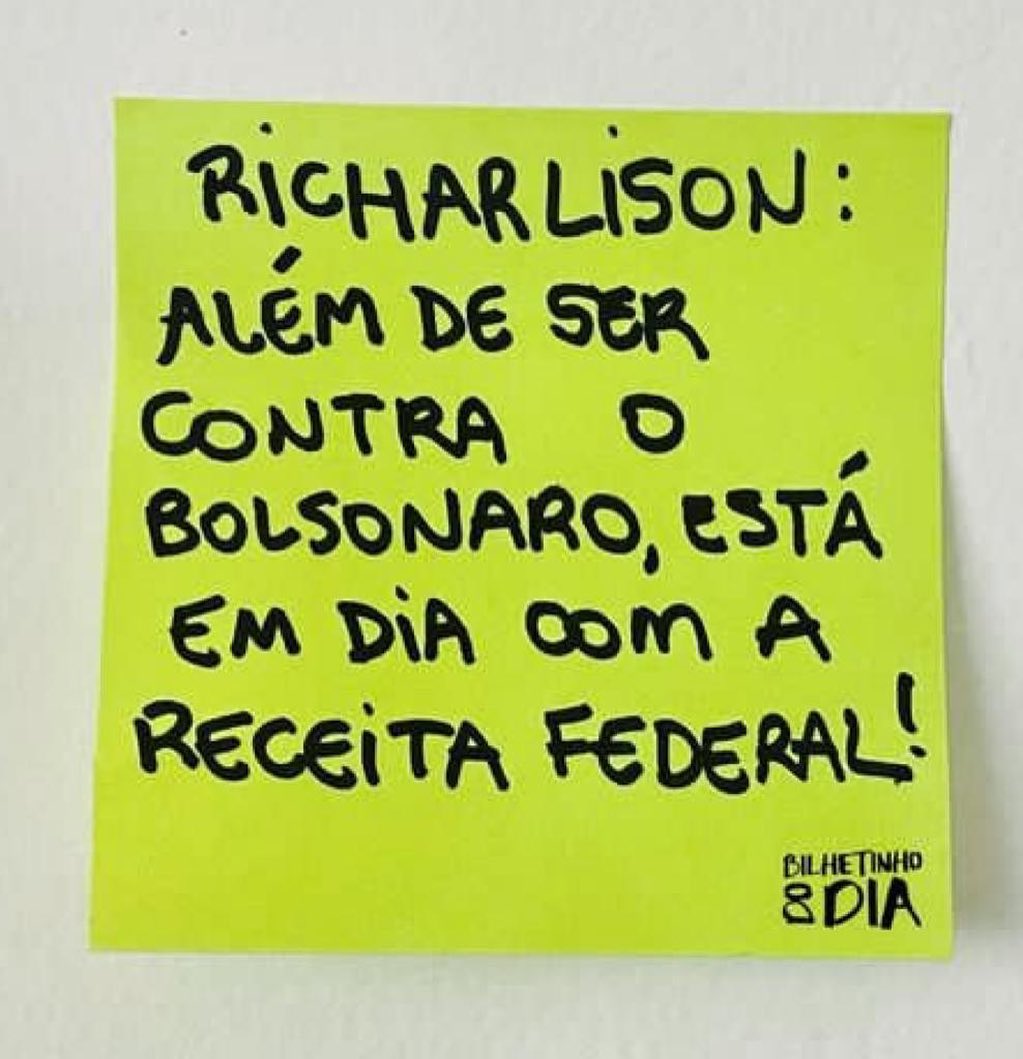 RICHARLISON:
ALÉM DE SER
CONTRA O
BOLSONARO, ESTÁ
EM DIA COM A
RECEITA FEDERAL!
BILHETINHO
DO DIA